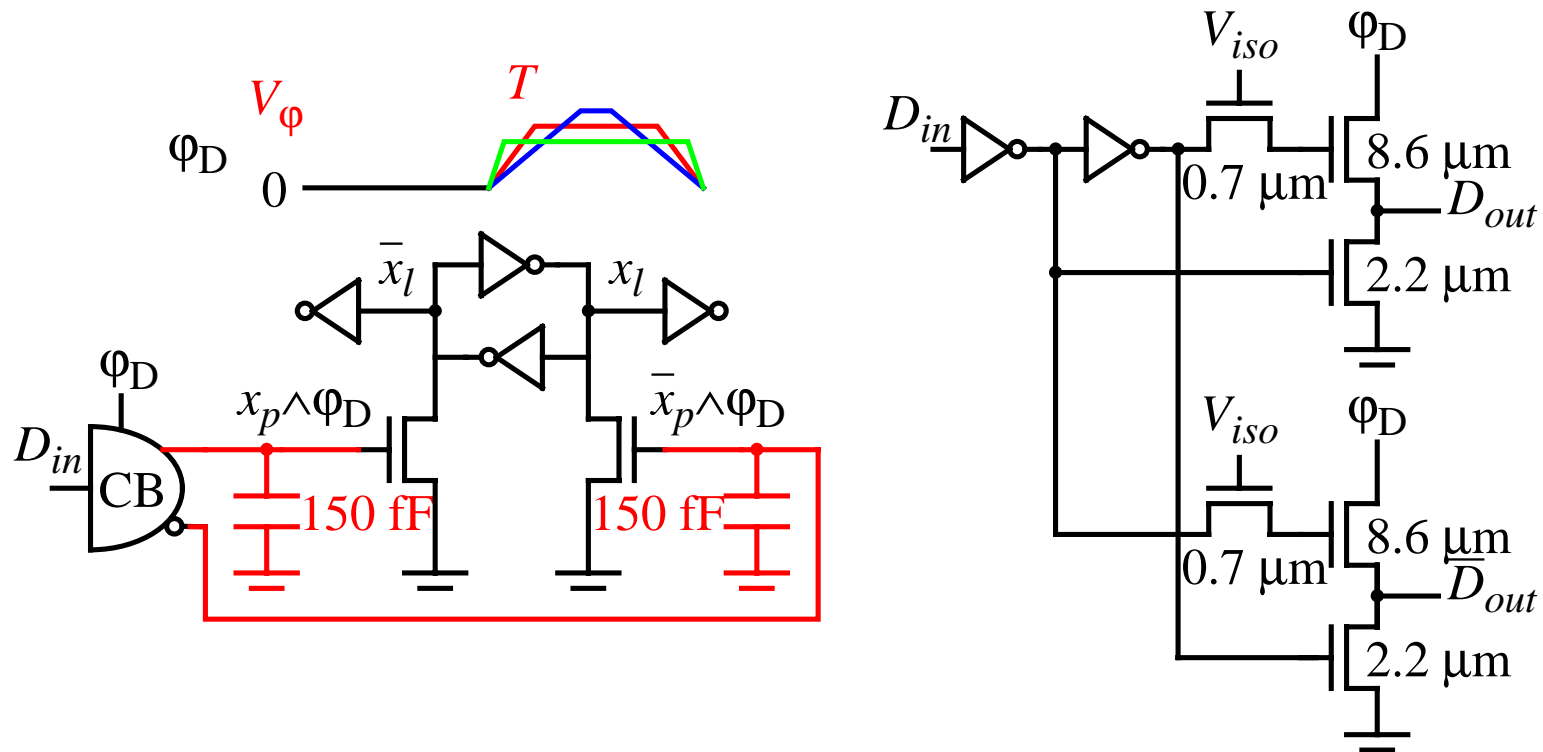 V_φ
T
φ_D
0
x̄_l
x_l
φ_D
x_p∧φ_D
x̄_p∧φ_D
D_in
CB
150 fF
150 fF
V_iso
φ_D
D_in
8.6 μm
0.7 μm
D_out
2.2 μm
V_iso
φ_D
8.6 μm
0.7 μm
D̄_out
2.2 μm